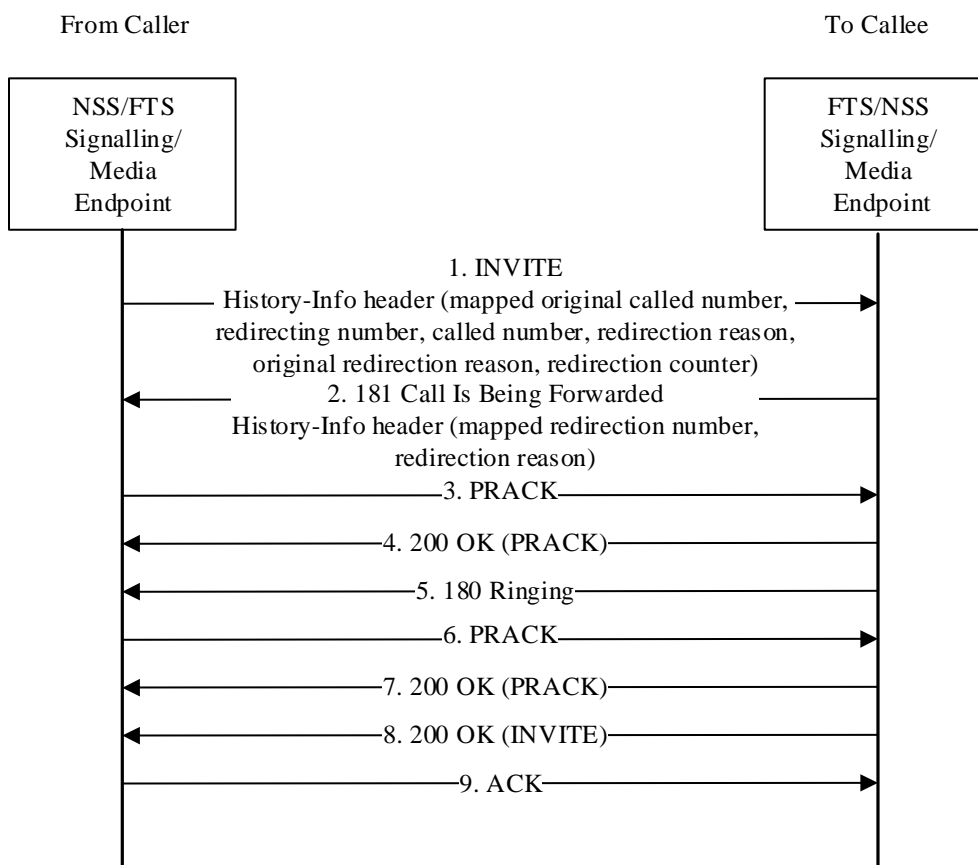 From Caller
To Callee
NSS/FTS
Signalling/
Media
Endpoint
FTS/NSS
Signalling/
Media
Endpoint
1. INVITE
History-Info header (mapped original called number,
redirecting number, called number, redirection reason,
original redirection reason, redirection counter)
2. 181 Call Is Being Forwarded
History-Info header (mapped redirection number,
redirection reason)
3. PRACK
4. 200 OK (PRACK)
5. 180 Ringing
6. PRACK
7. 200 OK (PRACK)
8. 200 OK (INVITE)
9. ACK